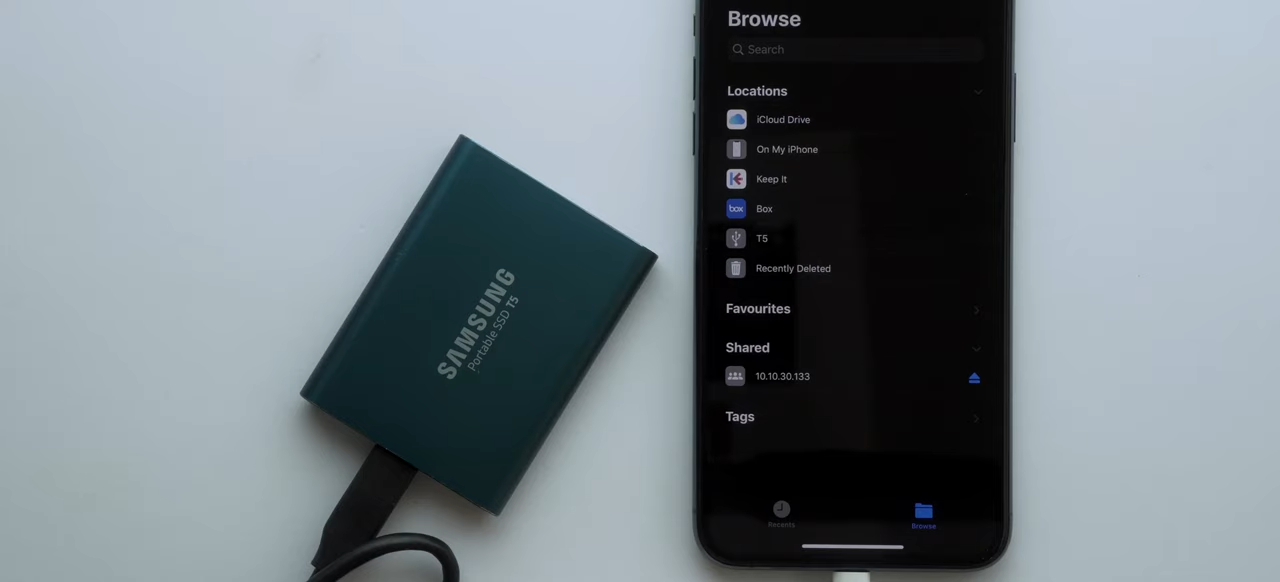 SAMSUNG
Portable SSD T5
Browse
Search
Locations
iCloud Drive
On My iPhone
Keep It
box
Box
T5
Recently Deleted
Favourites
Shared
10.10.30.133
Tags
Recents
Browse